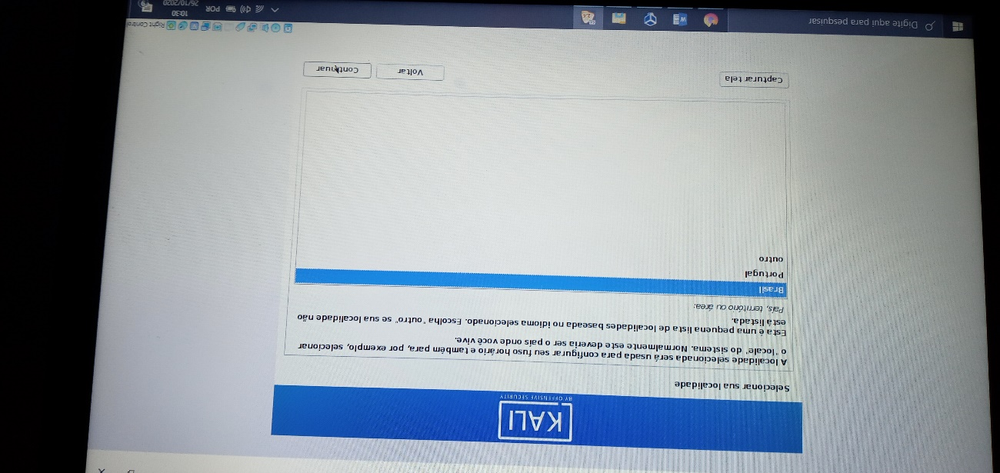 KALI
BY OFFENSIVE SECURITY
Selecionar sua localidade
A localidade selecionada será usada para configurar seu fuso horário e também para, por exemplo, selecionar
o "locale" do sistema. Normalmente este deveria ser o país onde você vive.
Esta é uma pequena lista de localidades baseada no idioma selecionado. Escolha "outro" se sua localidade não
está listada.
País, território ou área:
Brasil
Portugal
outro
Capturar tela
Voltar
Continuar
Right Control
Digite aqui para pesquisar
POR
10:30
26/10/2020